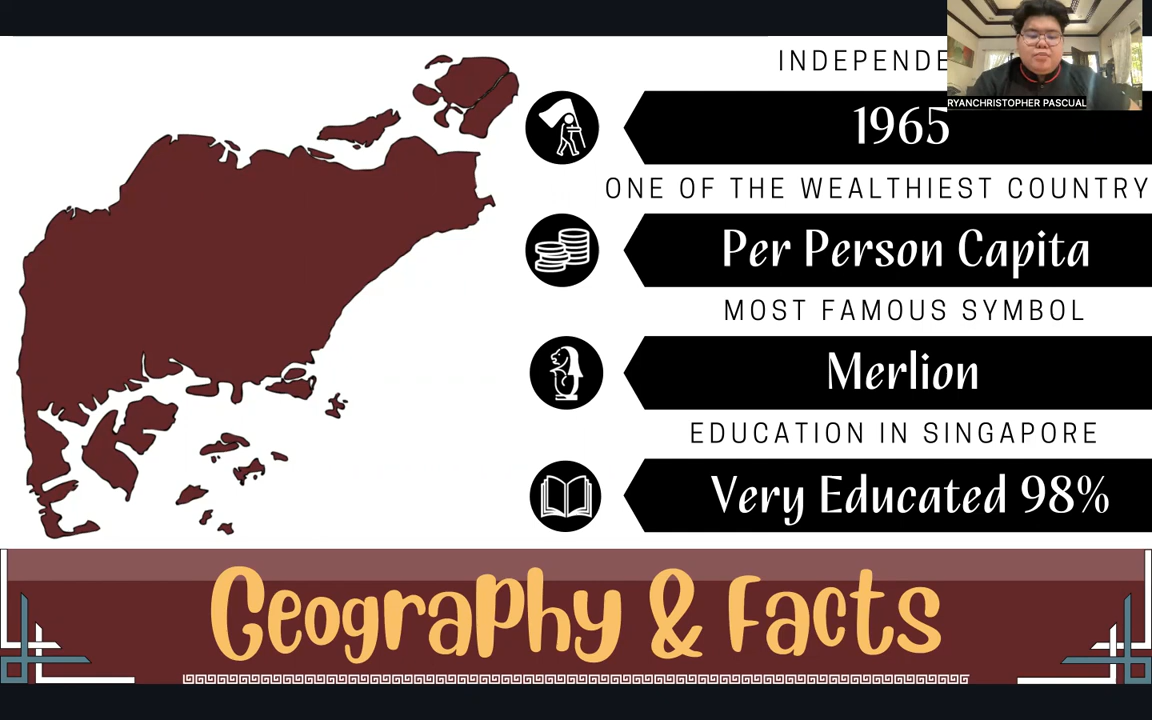 INDEPENDE
RYANCHRISTOPHER PASCUAL
1965
ONE OF THE WEALTHIEST COUNTRY
Per Person Capita
MOST FAMOUS SYMBOL
Merlion
EDUCATION IN SINGAPORE
Very Educated 98%
Geography & Facts